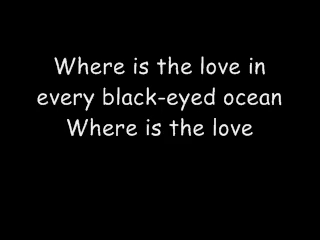 Where is the love in
every black-eyed ocean
Where is the love